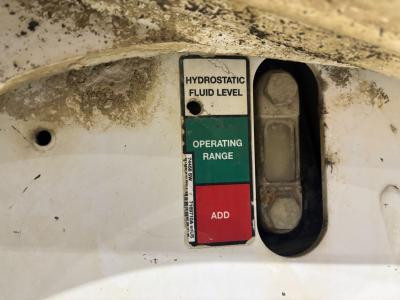 HYDROSTATIC
FLUID LEVEL
OPERATING
RANGE
ADD